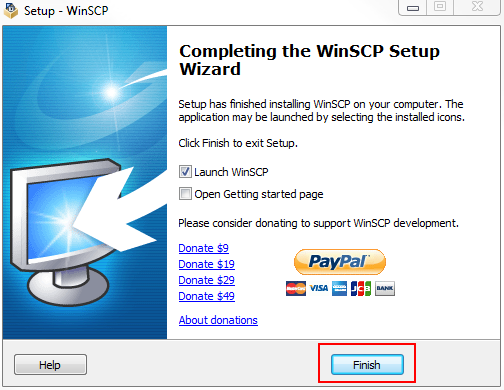 Setup - WinSCP
Completing the WinSCP Setup
Wizard
Setup has finished installing WinSCP on your computer. The
application may be launched by selecting the installed icons.
Click Finish to exit Setup.
Launch WinSCP
Open Getting started page
Please consider donating to support WinSCP development.
Donate $9
Donate $19
Donate $29
Donate $49
About donations
PayPal
MasterCard VISA AMERICAN EXPRESS JCB BANK
Help
Finish